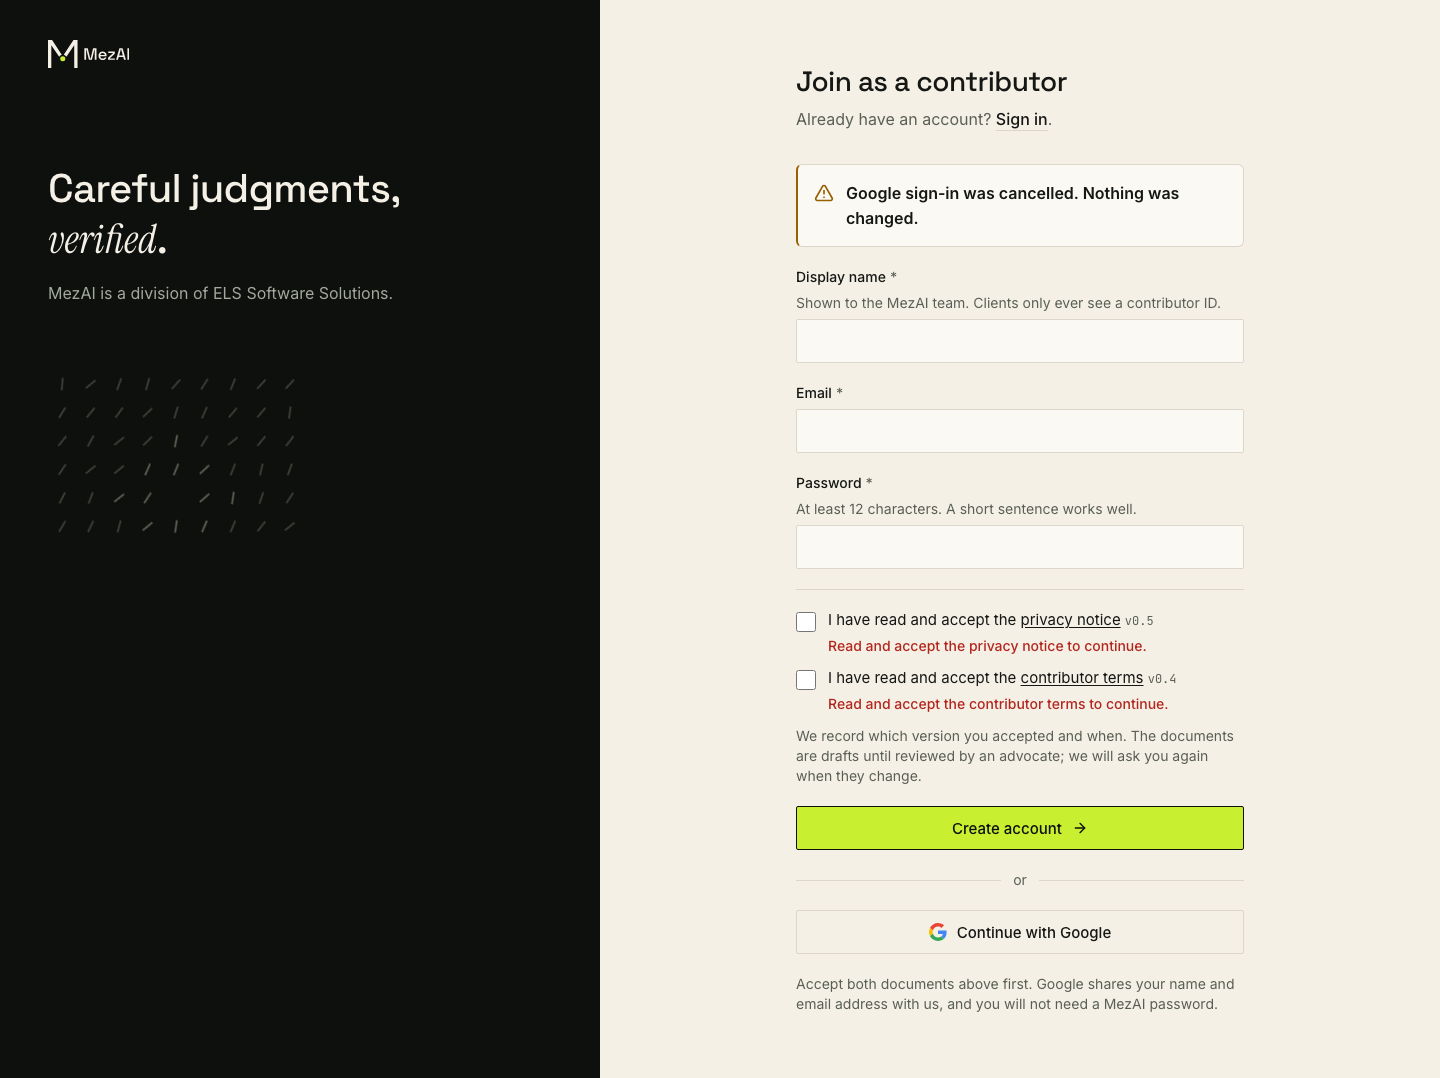 MezAI
Careful judgments,
verified.
MezAI is a division of ELS Software Solutions.
Join as a contributor
Already have an account? Sign in.
Google sign-in was cancelled. Nothing was
changed.
Display name *
Shown to the MezAI team. Clients only ever see a contributor ID.
Email *
Password *
At least 12 characters. A short sentence works well.
I have read and accept the privacy notice v0.5
Read and accept the privacy notice to continue.
I have read and accept the contributor terms v0.4
Read and accept the contributor terms to continue.
We record which version you accepted and when. The documents
are drafts until reviewed by an advocate; we will ask you again
when they change.
Create account →
or
Continue with Google
Accept both documents above first. Google shares your name and
email address with us, and you will not need a MezAI password.